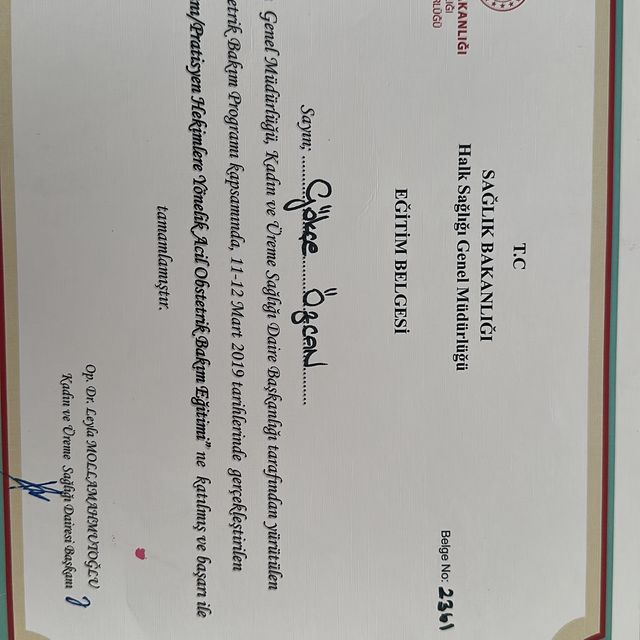 T.C
SAĞLIK BAKANLIĞI
Halk Sağlığı Genel Müdürlüğü
Belge No: 2361
EĞİTİM BELGESİ
Sayın; Gökçe Özcan
Genel Müdürlüğü, Kadın ve Üreme Sağlığı Daire Başkanlığı tarafından yürütülen
Bakım Programı kapsamında, 11-12 Mart 2019 tarihlerinde gerçekleştirilen
/Pratisyen Hekimlere Yönelik Acil Obstetrik Bakım Eğitimi" ne katılmış ve başarı ile
tamamlamıştır.
Op. Dr. Leyla MOLLAMAHMUTOĞLU
Kadın ve Üreme Sağlığı Dairesi Başkanı